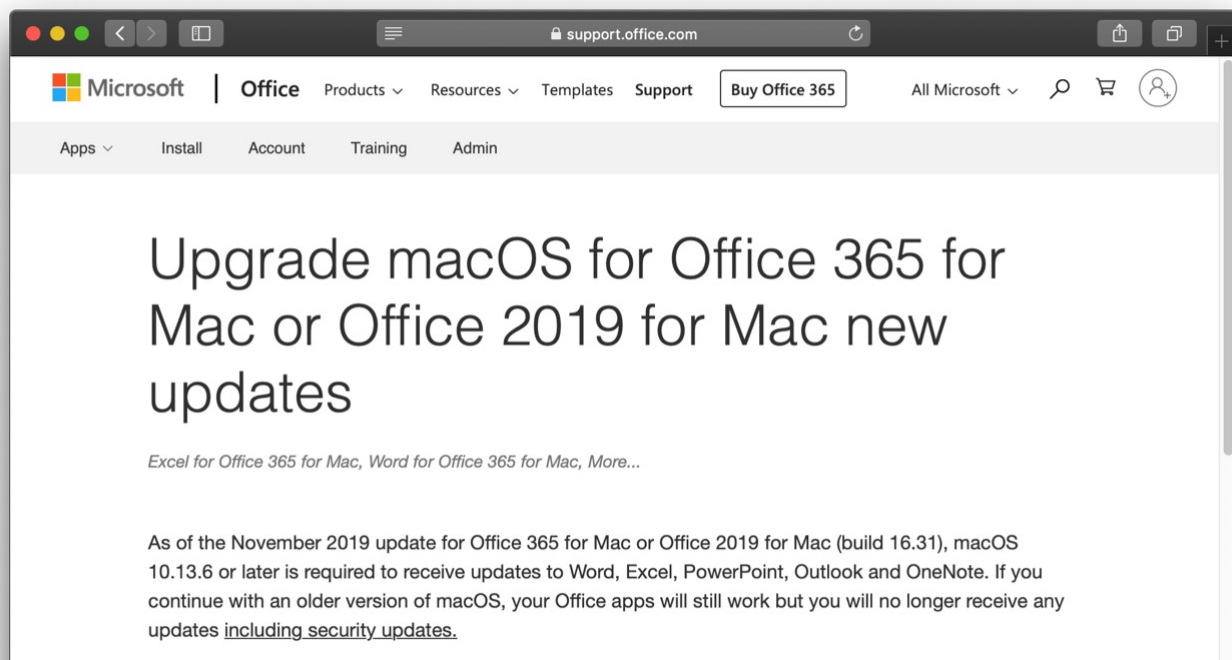 support.office.com
Microsoft | Office Products Resources Templates Support Buy Office 365 All Microsoft
Apps Install Account Training Admin
Upgrade macOS for Office 365 for
Mac or Office 2019 for Mac new
updates
Excel for Office 365 for Mac, Word for Office 365 for Mac, More...
As of the November 2019 update for Office 365 for Mac or Office 2019 for Mac (build 16.31), macOS
10.13.6 or later is required to receive updates to Word, Excel, PowerPoint, Outlook and OneNote. If you
continue with an older version of macOS, your Office apps will still work but you will no longer receive any
updates including security updates.